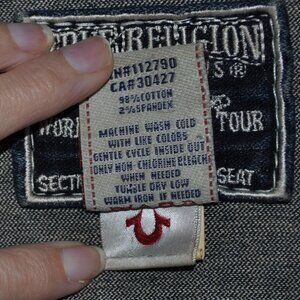 RELIGION
RN#112790
CA#30427
98% COTTON
2% SPANDEX
MACHINE WASH COLD
WITH LIKE COLORS
GENTLE CYCLE INSIDE OUT
ONLY NON-CHLORINE BLEACH
WHEN NEEDED
TUMBLE DRY LOW
WARM IRON IF NEEDED
TOUR
SEAT